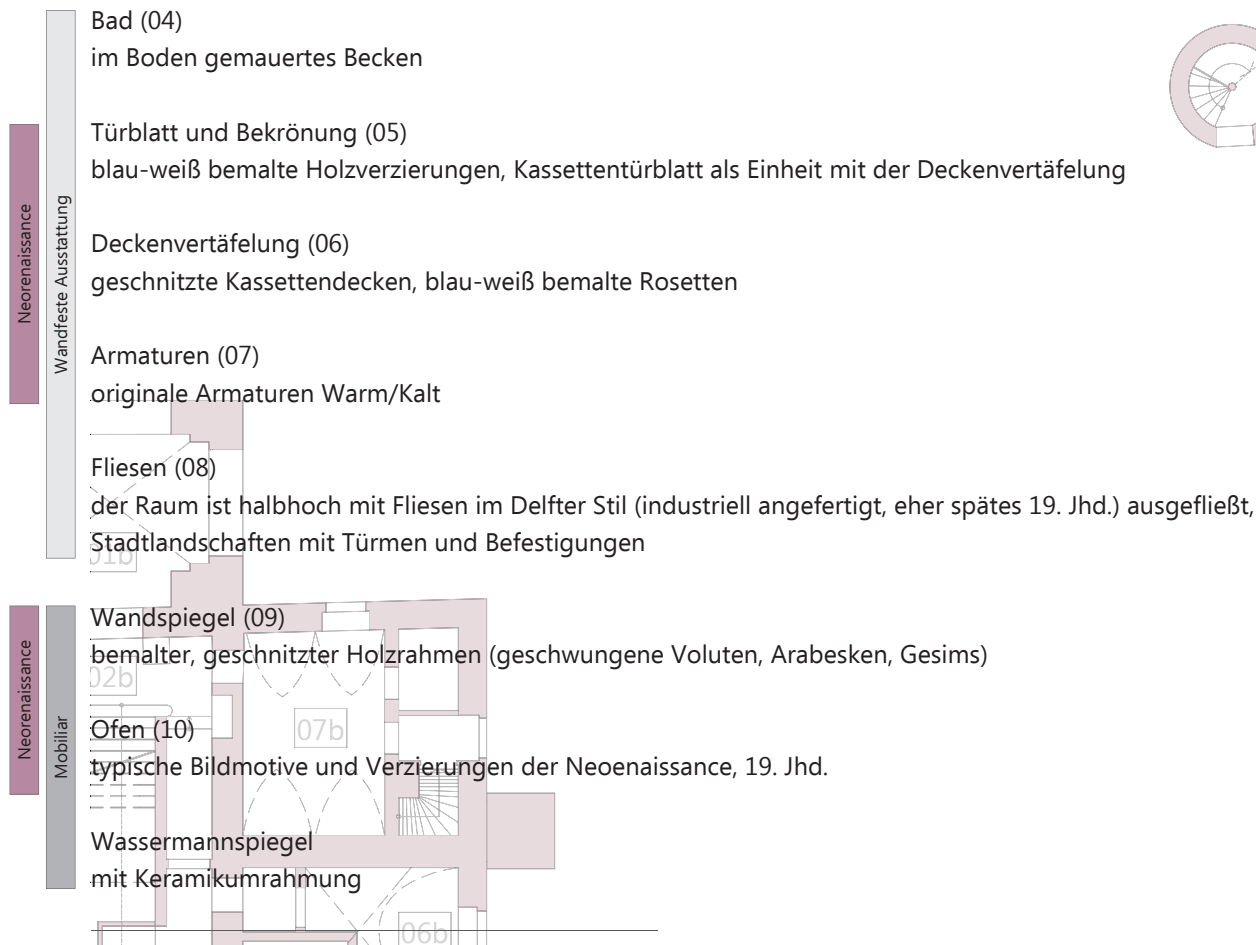 Bad (04)
im Boden gemauertes Becken
Türblatt und Bekrönung (05)
blau-weiß bemalte Holzverzierungen, Kassettentürblatt als Einheit mit der Deckenvertäfelung
Deckenvertäfelung (06)
geschnitzte Kassettendecken, blau-weiß bemalte Rosetten
Armaturen (07)
originale Armaturen Warm/Kalt
Fliesen (08)
der Raum ist halbhoch mit Fliesen im Delfter Stil (industriell angefertigt, eher spätes 19. Jhd.) ausgefließt,
Stadtlandschaften mit Türmen und Befestigungen
Neorenaissance
Wandfeste Ausstattung
01b
Wandspiegel (09)
bemalter, geschnitzter Holzrahmen (geschwungene Voluten, Arabesken, Gesims)
02b
Ofen (10)
07b
typische Bildmotive und Verzierungen der Neoenaissance, 19. Jhd.
Wassermannspiegel
mit Keramikumrahmung
Neorenaissance
Mobiliar
06b